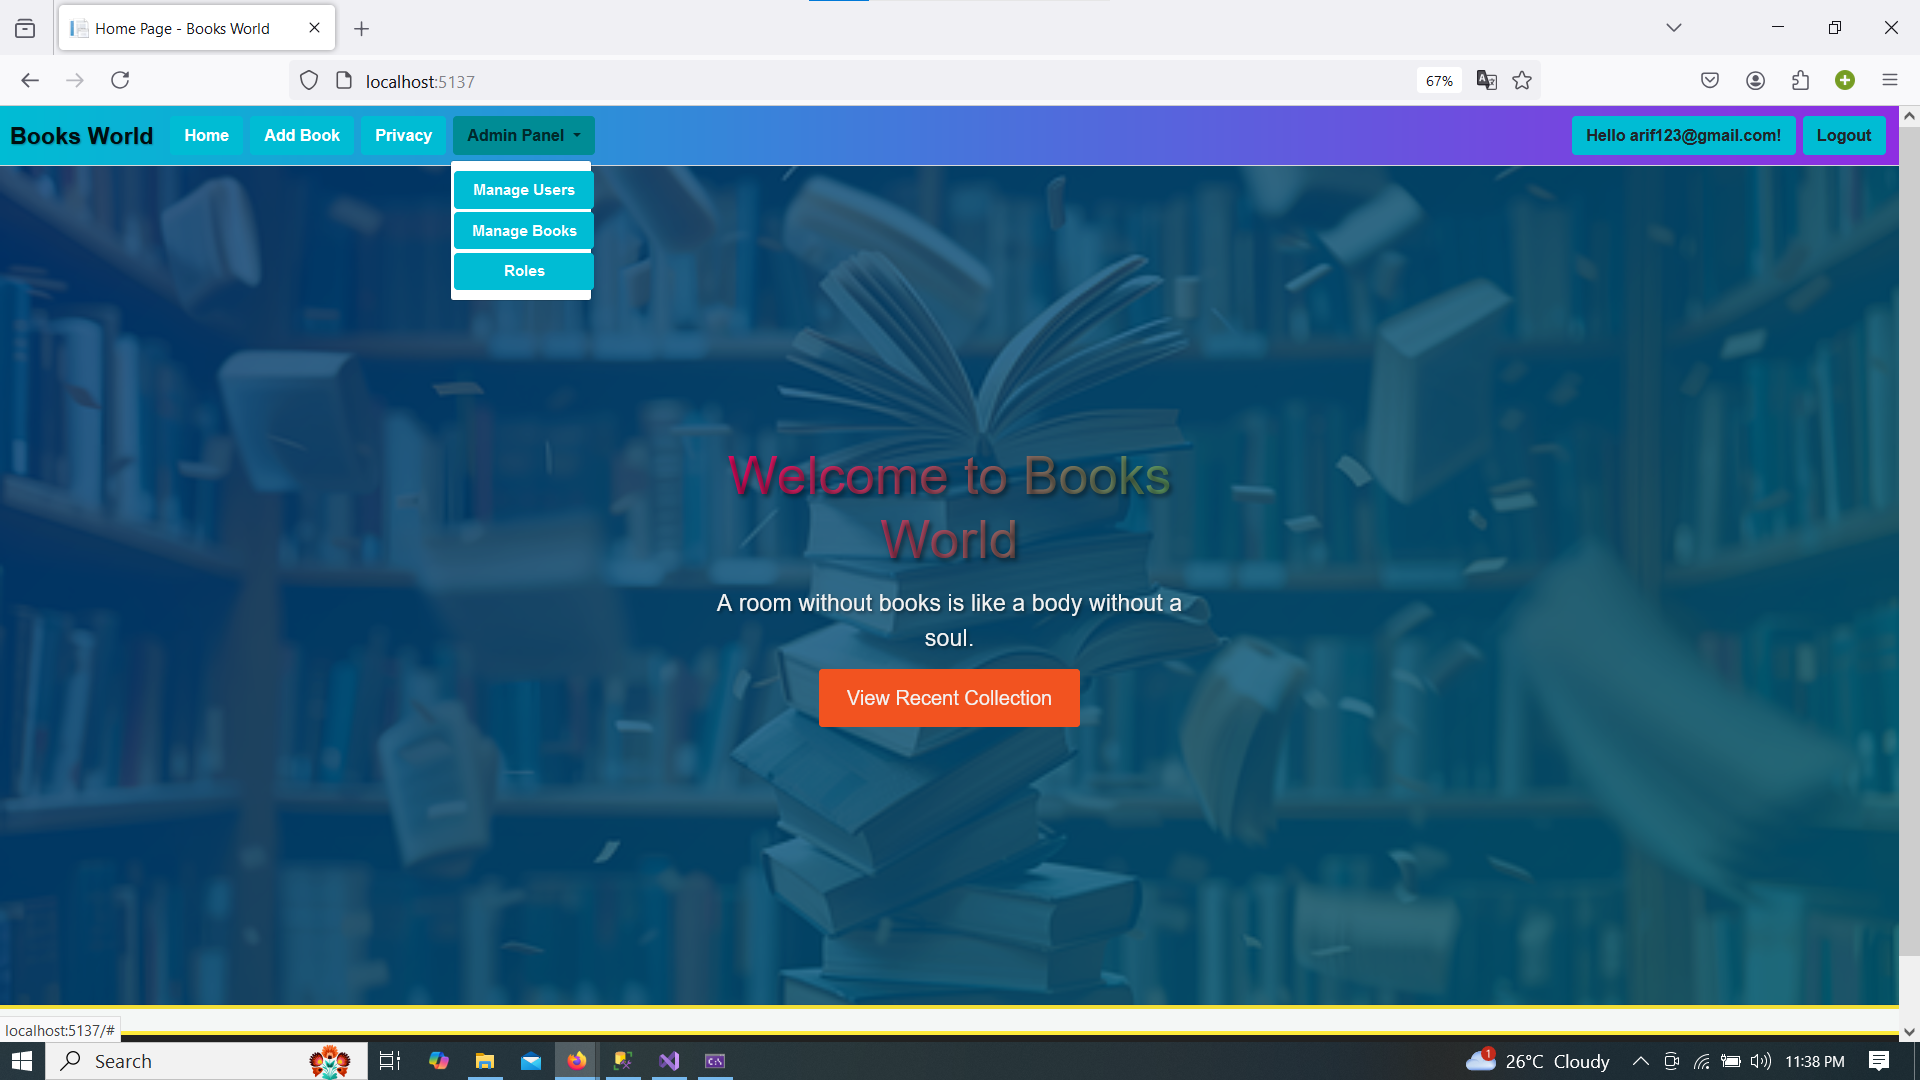 Home Page - Books World
localhost:5137
67%
Books World
Home
Add Book
Privacy
Admin Panel
Hello arif123@gmail.com!
Logout
Manage Users
Manage Books
Roles
Welcome to Books
World
A room without books is like a body without a
soul.
View Recent Collection
localhost:5137/#
Search
1
26°C Cloudy
11:38 PM